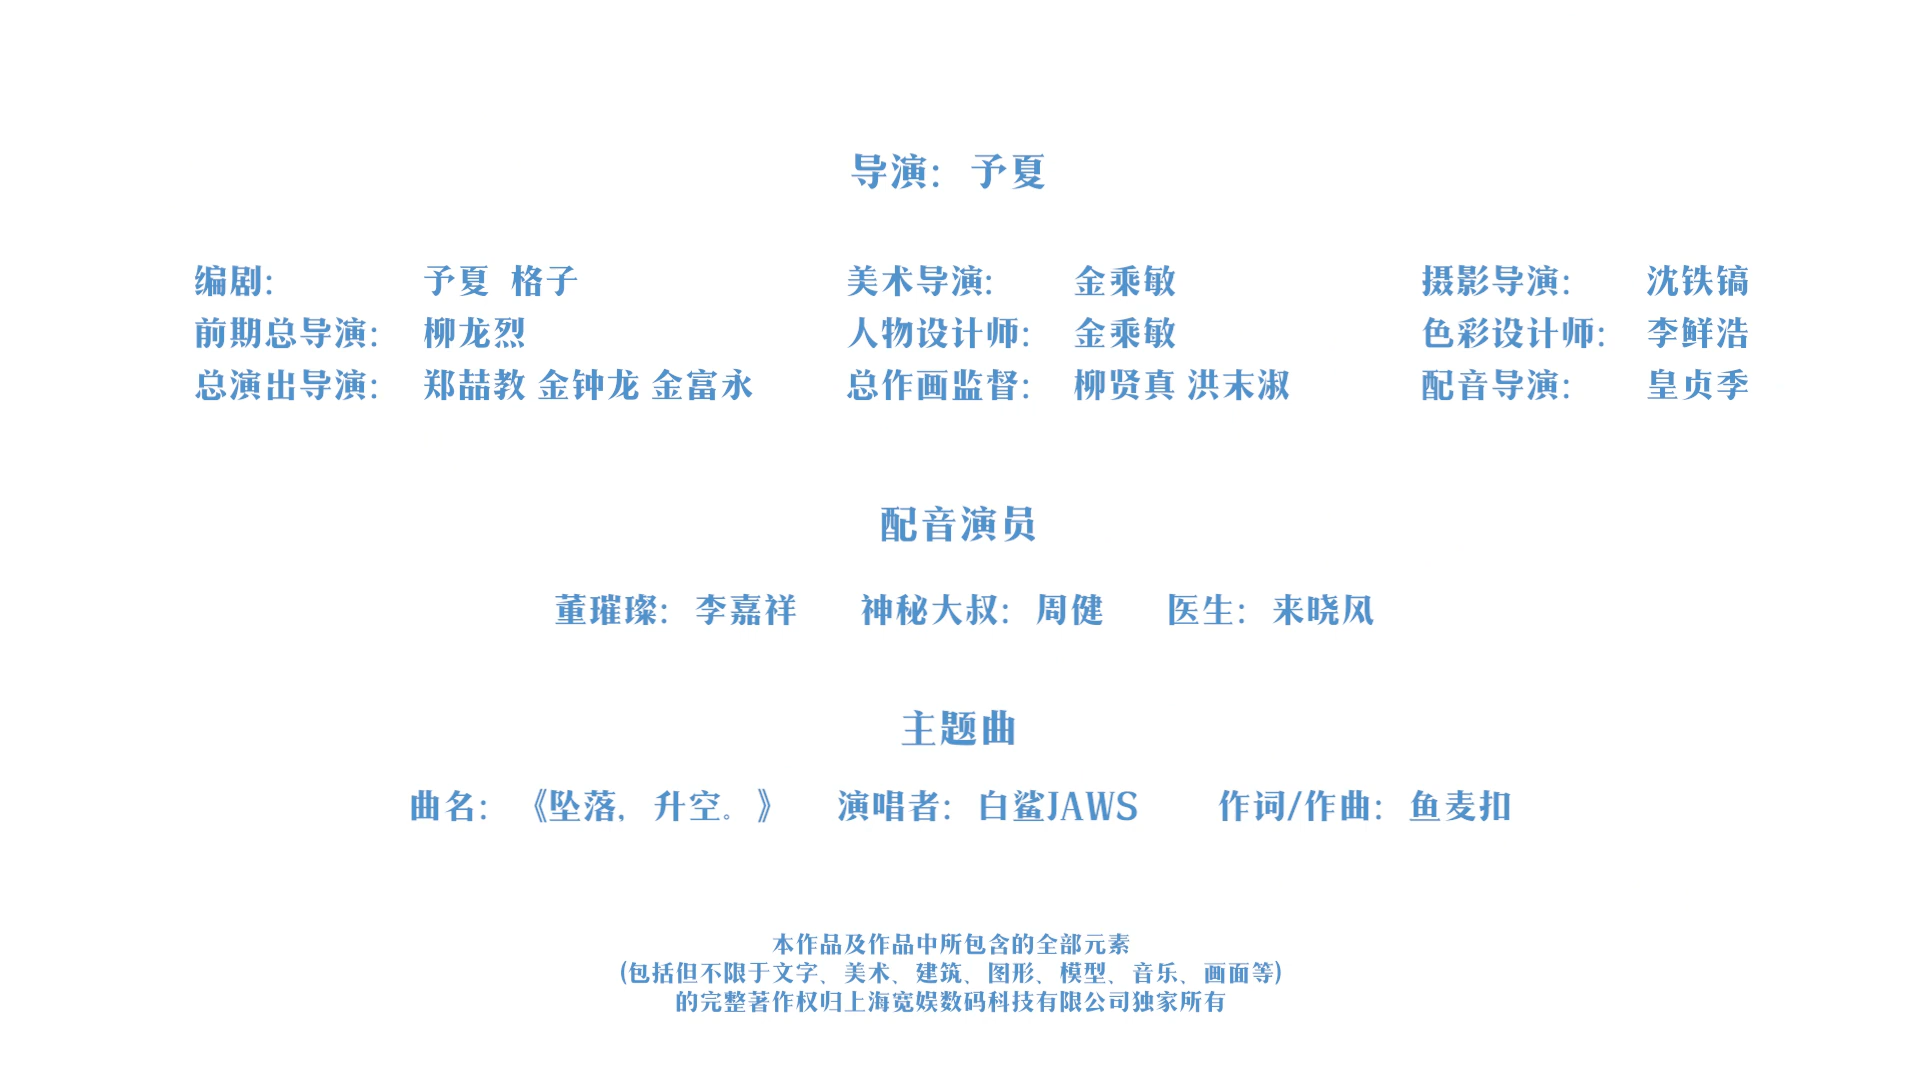 导演：予夏
编剧： 予夏 格子 美术导演: 金乘敏 摄影导演： 沈铁镐
前期总导演： 柳龙烈 人物设计师： 金乘敏 色彩设计师： 李鲜浩
总演出导演： 郑喆教 金钟龙 金富永 总作画监督： 柳贤真 洪末淑 配音导演： 皇贞季
配音演员
董璀璨：李嘉祥 神秘大叔：周健 医生：来晓风
主题曲
曲名：《坠落，升空。》 演唱者：白鲨JAWS 作词/作曲：鱼麦扣
本作品及作品中所包含的全部元素
(包括但不限于文字、美术、建筑、图形、模型、音乐、画面等)
的完整著作权归上海宽娱数码科技有限公司独家所有